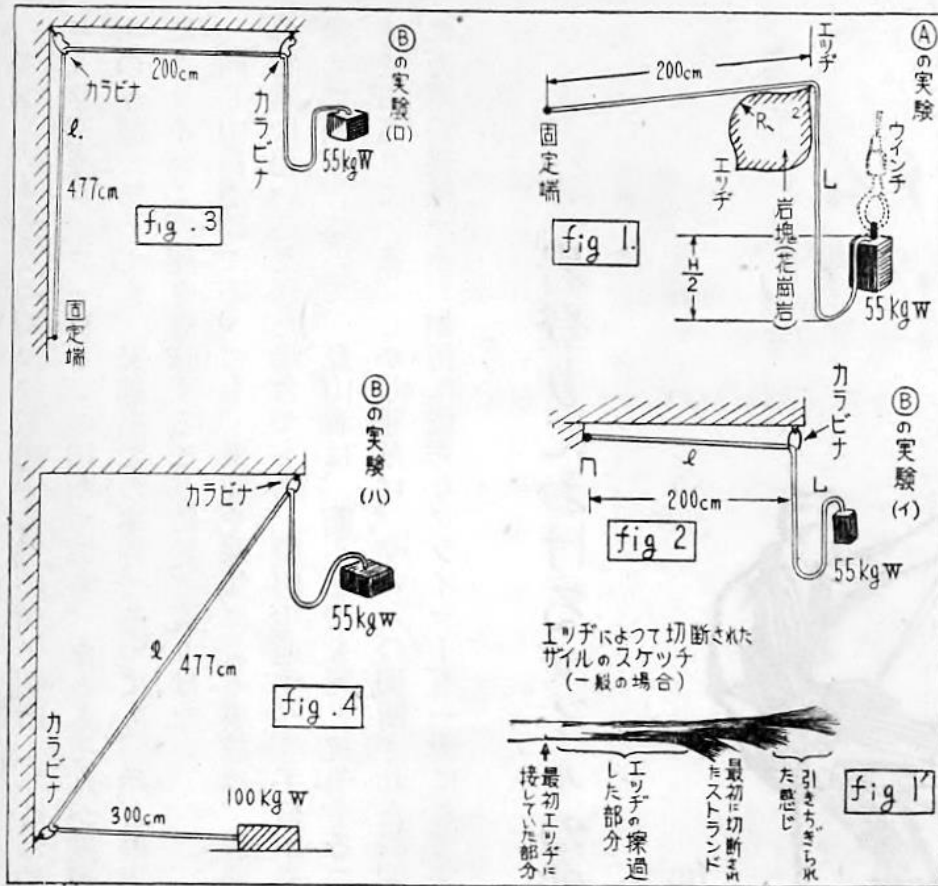 Ⓐの実験
エッヂ
200cm
固定端
R
2
エッヂ
岩塊(花崗岩)
L
ウインチ
H/2
55kgW
fig 1.
Ⓑの実験(イ)
カラビナ
ℓ
200cm
L
55kgW
fig 2
エッヂによつて切断された
ザイルのスケッチ
(一般の場合)
引きちぎられ
た感じ
最初に切断され
たストランド
エッヂの擦過
した部分
最初エッヂに
接していた部分
fig 1'
Ⓑの実験(ロ)
200cm
カラビナ
カラビナ
ℓ.
477cm
55kgW
固定端
fig. 3
Ⓑの実験(ハ)
カラビナ
ℓ
477cm
55kgW
カラビナ
300cm
100kgW
fig. 4